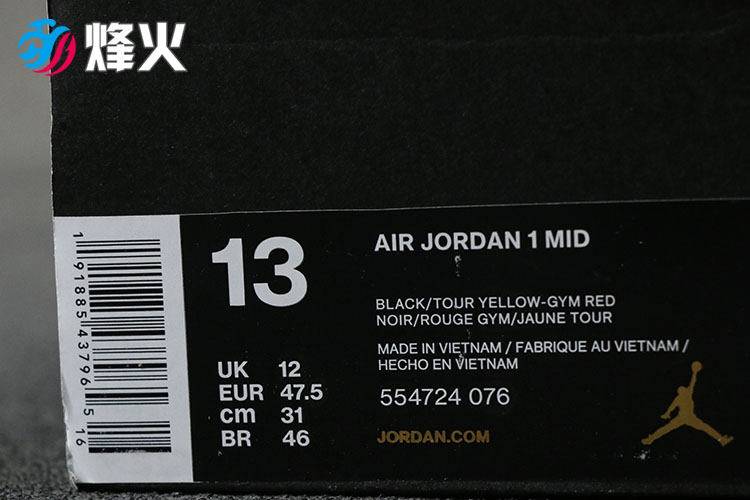 烽火
13
AIR JORDAN 1 MID
BLACK/TOUR YELLOW-GYM RED
NOIR/ROUGE GYM/JAUNE TOUR
MADE IN VIETNAM / FABRIQUE AU VIETNAM /
HECHO EN VIETNAM
554724 076
JORDAN.COM
UK 12
EUR 47.5
cm 31
BR 46
1 91885 43796 5 16